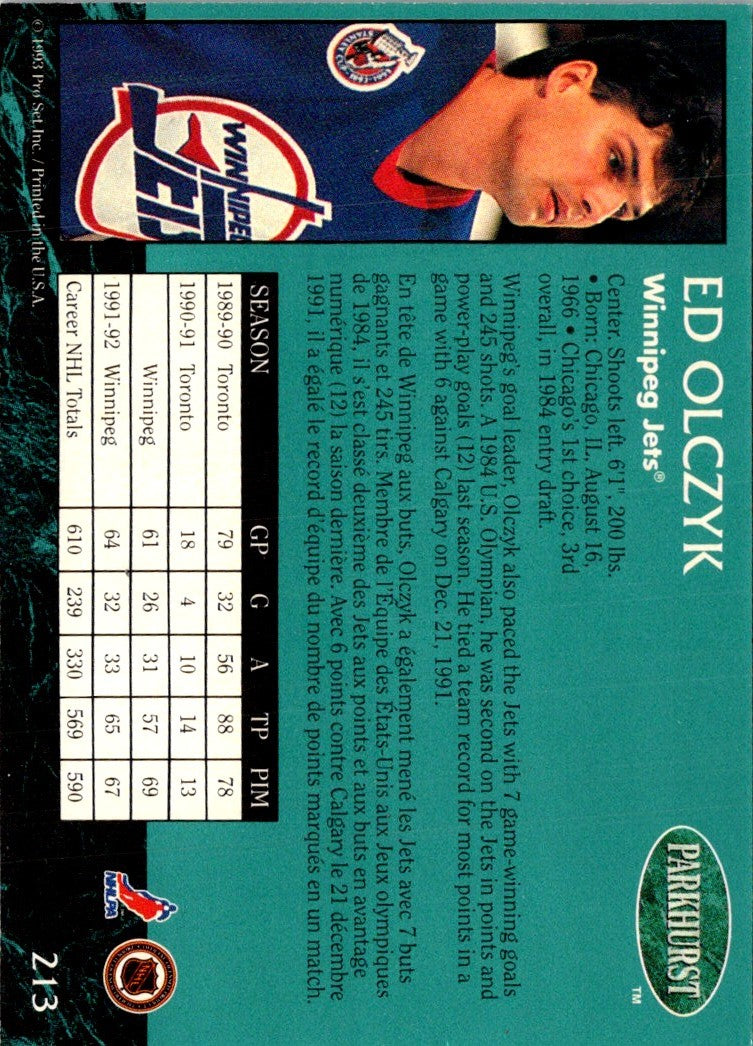 ED OLCZYK
Winnipeg Jets®
PARKHURST
TM
Center. Shoots left. 6'1", 200 lbs.
• Born: Chicago, IL, August 16,
1966 • Chicago's 1st choice, 3rd
overall, in 1984 entry draft.
Winnipeg's goal leader, Olczyk also paced the Jets with 7 game-winning goals
and 245 shots. A 1984 U.S. Olympian, he was second on the Jets in points and
power-play goals (12) last season. He tied a team record for most points in a
game with 6 against Calgary on Dec. 21, 1991.
En tête de Winnipeg aux buts, Olczyk a également mené les Jets avec 7 buts
gagnants et 245 tirs. Membre de l'Équipe des États-Unis aux Jeux olympiques
de 1984, il s'est classé deuxième des Jets aux points et aux buts en avantage
numérique (12) la saison dernière. Avec 6 points contre Calgary le 21 décembre
1991, il a égalé le record d'équipe du nombre de points marqués en un match.
SEASON GP G A TP PIM
1989-90 Toronto 79 32 56 88 78
1990-91 Toronto 18 4 10 14 13
Winnipeg 61 26 31 57 69
1991-92 Winnipeg 64 32 33 65 67
Career NHL Totals 610 239 330 569 590
STANLEY CUP
WINNIPEG
JETS
NHLPA
NHL
213
© 1993 Pro Set, Inc. / Printed in the U.S.A.